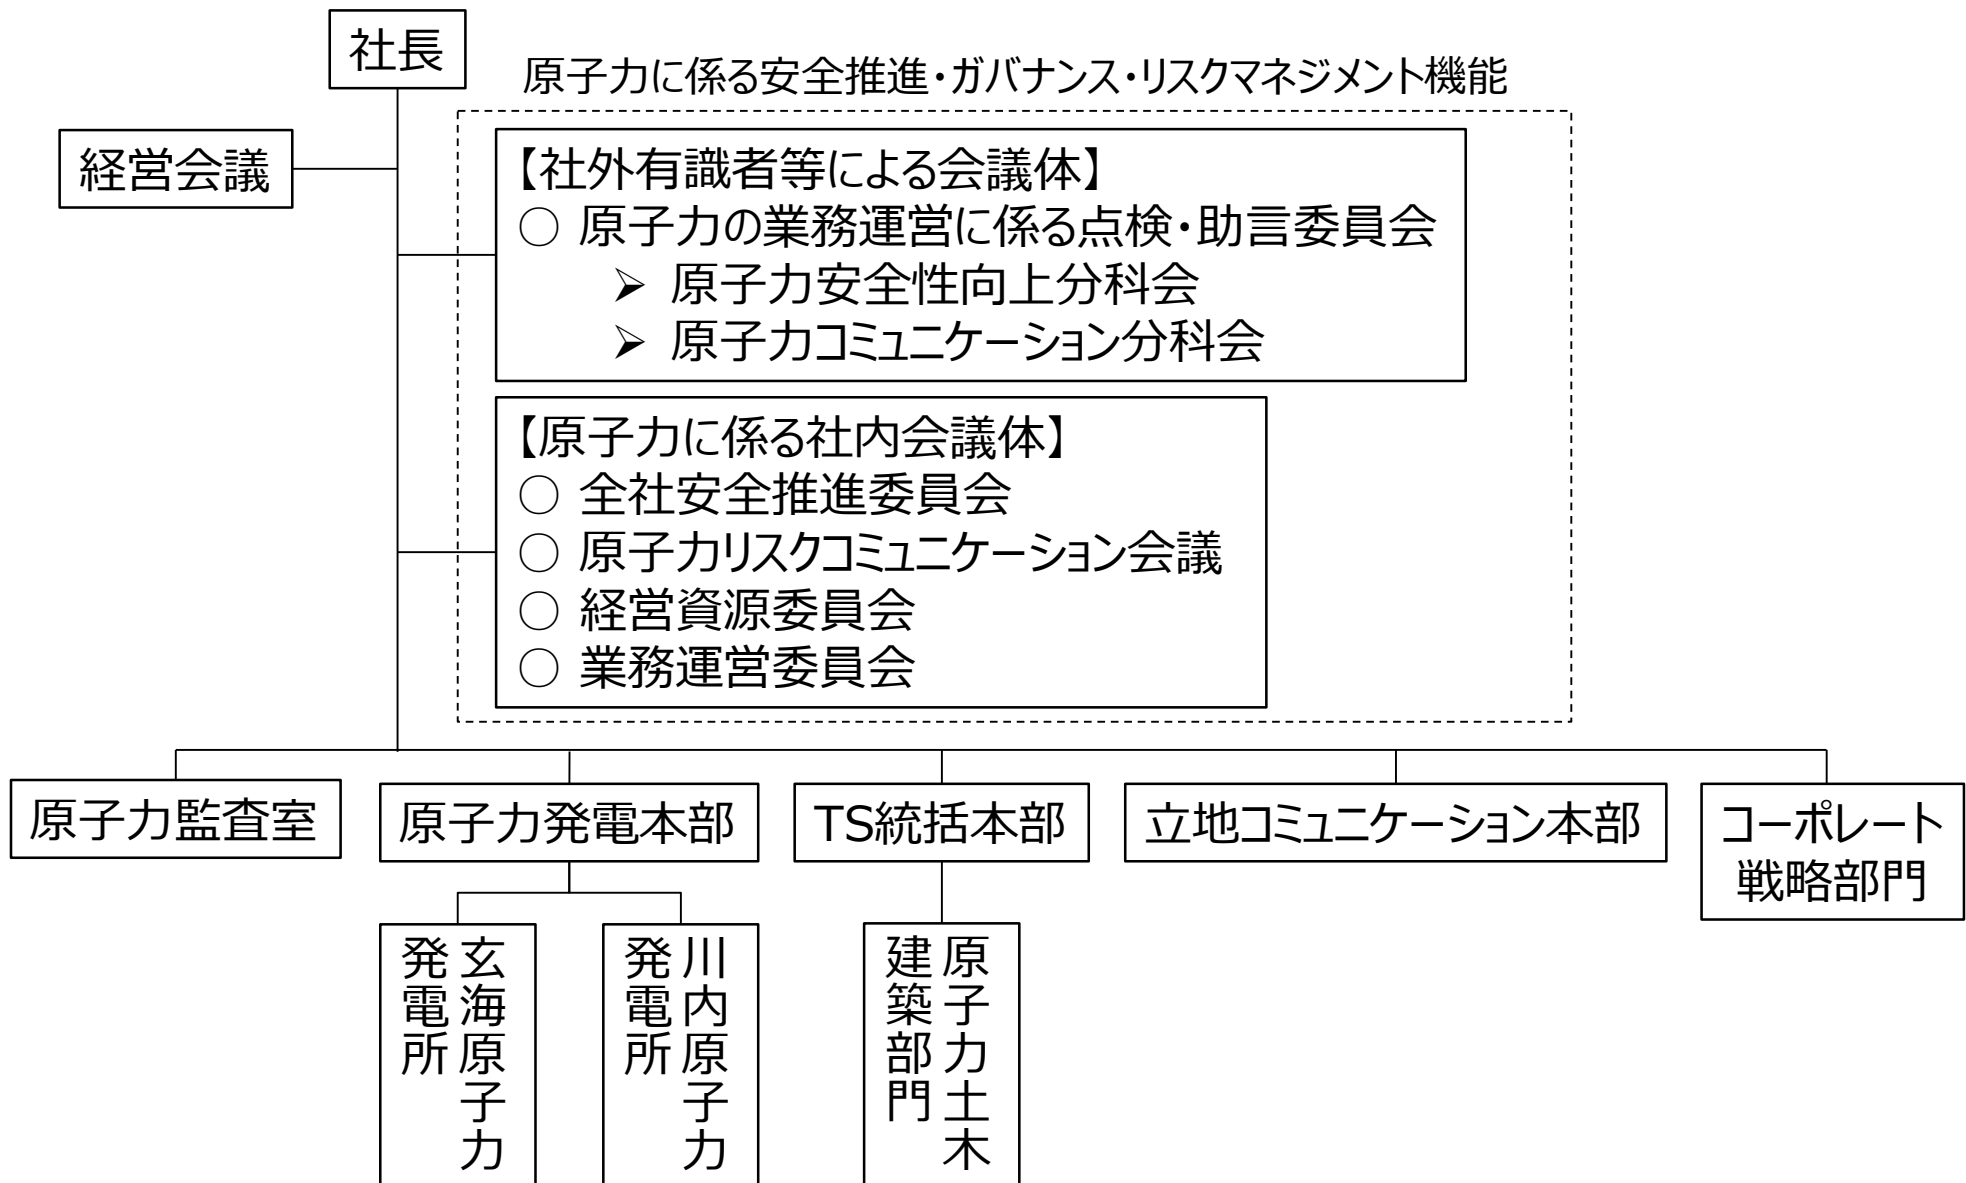 社長
原子力に係る安全推進・ガバナンス・リスクマネジメント機能
経営会議
【社外有識者等による会議体】
○ 原子力の業務運営に係る点検・助言委員会
➢ 原子力安全性向上分科会
➢ 原子力コミュニケーション分科会
【原子力に係る社内会議体】
○ 全社安全推進委員会
○ 原子力リスクコミュニケーション会議
○ 経営資源委員会
○ 業務運営委員会
原子力監査室
原子力発電本部
TS統括本部
立地コミュニケーション本部
コーポレート
戦略部門
玄海原子力
発電所
川内原子力
発電所
原子力土木
建築部門